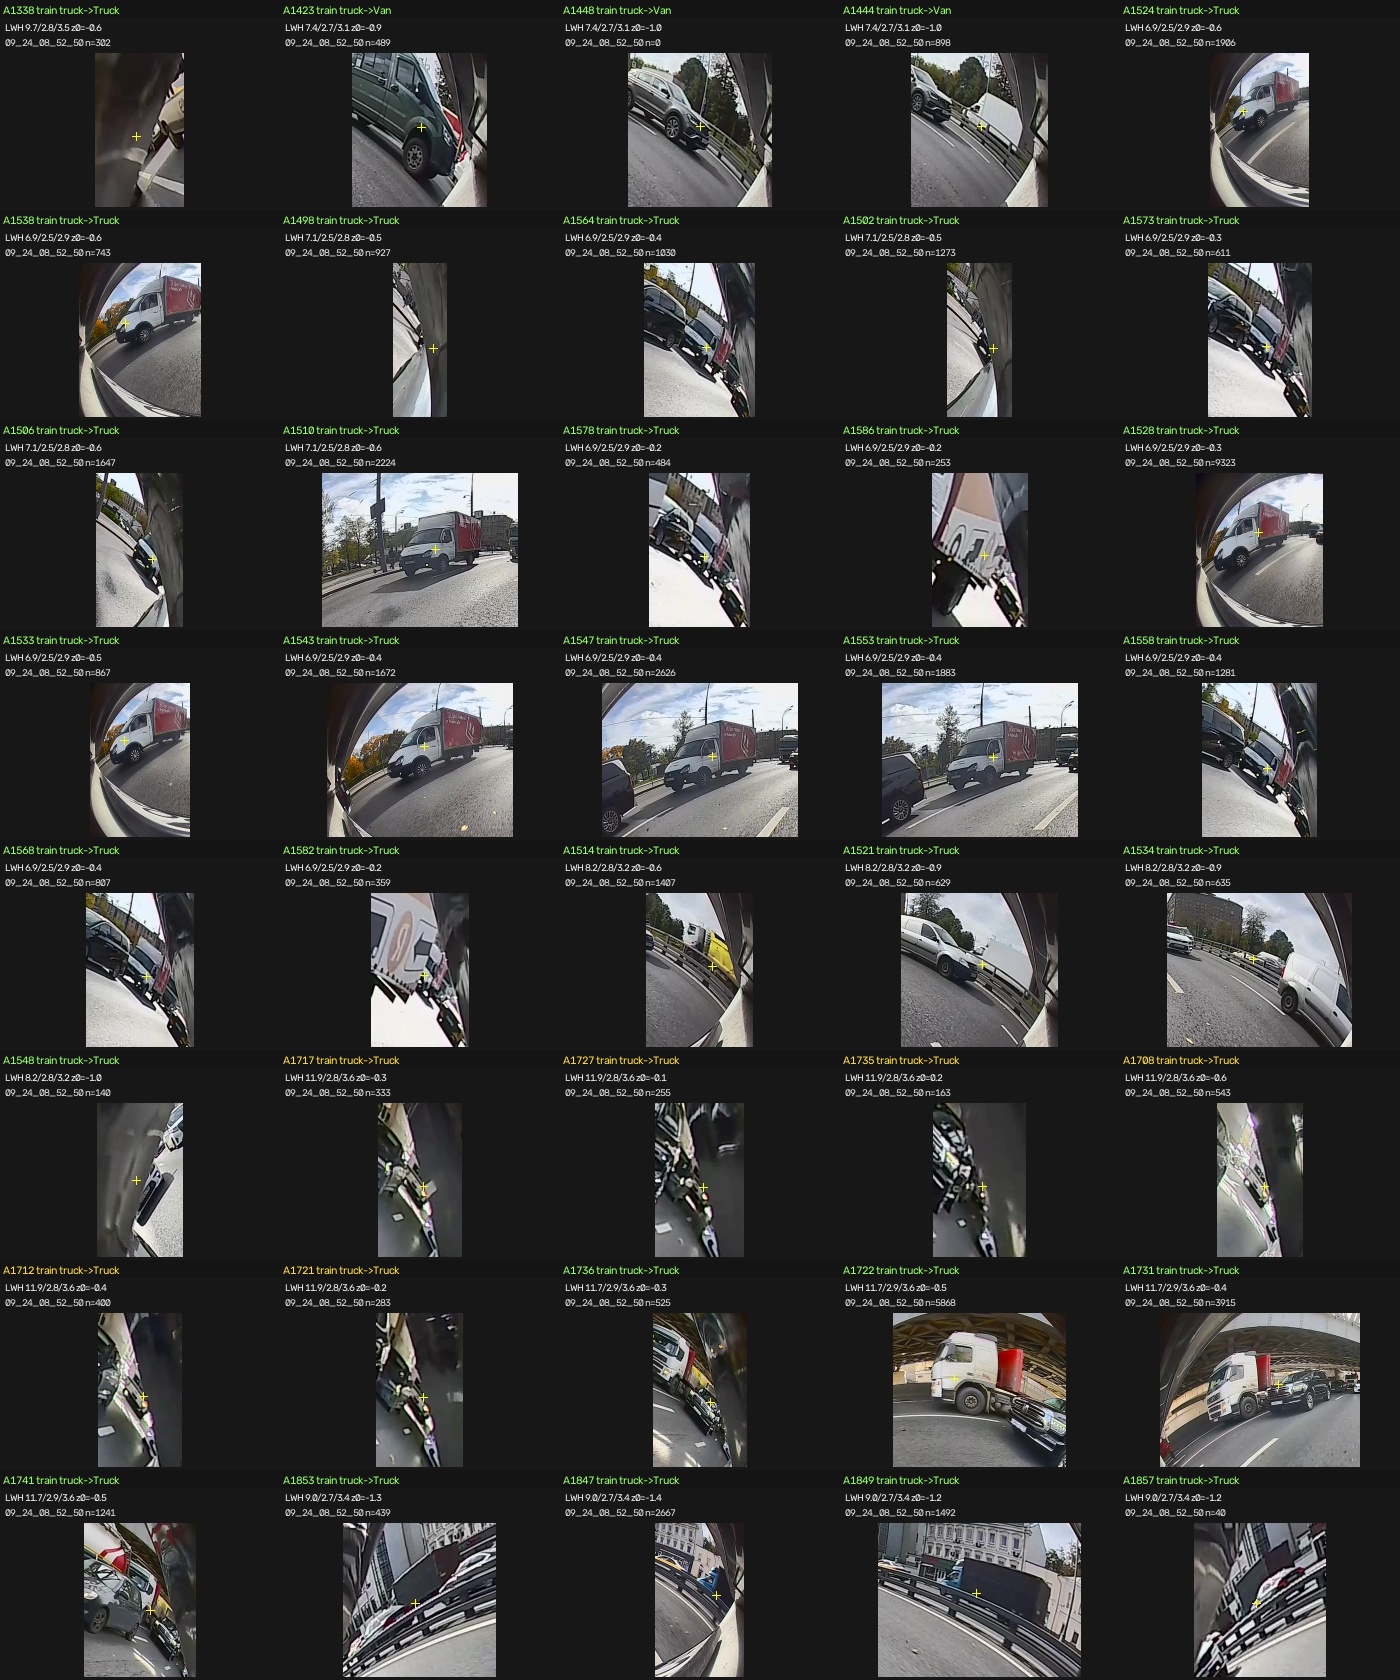 A1338 train truck->Truck
LWH 9.7/2.8/3.5 z0=-0.6
09_24_08_52_50 n=302
A1423 train truck->Van
LWH 7.4/2.7/3.1 z0=-0.9
09_24_08_52_50 n=489
A1448 train truck->Van
LWH 7.4/2.7/3.1 z0=-1.0
09_24_08_52_50 n=0
A1444 train truck->Van
LWH 7.4/2.7/3.1 z0=-1.0
09_24_08_52_50 n=898
A1524 train truck->Truck
LWH 6.9/2.5/2.9 z0=-0.6
09_24_08_52_50 n=1906
A1538 train truck->Truck
LWH 6.9/2.5/2.9 z0=-0.6
09_24_08_52_50 n=743
A1498 train truck->Truck
LWH 7.1/2.5/2.8 z0=-0.5
09_24_08_52_50 n=927
A1564 train truck->Truck
LWH 6.9/2.5/2.9 z0=-0.4
09_24_08_52_50 n=1030
A1502 train truck->Truck
LWH 7.1/2.5/2.8 z0=-0.5
09_24_08_52_50 n=1273
A1573 train truck->Truck
LWH 6.9/2.5/2.9 z0=-0.3
09_24_08_52_50 n=611
A1506 train truck->Truck
LWH 7.1/2.5/2.8 z0=-0.6
09_24_08_52_50 n=1647
A1510 train truck->Truck
LWH 7.1/2.5/2.8 z0=-0.6
09_24_08_52_50 n=2224
A1578 train truck->Truck
LWH 6.9/2.5/2.9 z0=-0.2
09_24_08_52_50 n=484
A1586 train truck->Truck
LWH 6.9/2.5/2.9 z0=-0.2
09_24_08_52_50 n=253
A1528 train truck->Truck
LWH 6.9/2.5/2.9 z0=-0.3
09_24_08_52_50 n=9323
A1533 train truck->Truck
LWH 6.9/2.5/2.9 z0=-0.5
09_24_08_52_50 n=867
A1543 train truck->Truck
LWH 6.9/2.5/2.9 z0=-0.4
09_24_08_52_50 n=1672
A1547 train truck->Truck
LWH 6.9/2.5/2.9 z0=-0.4
09_24_08_52_50 n=2626
A1553 train truck->Truck
LWH 6.9/2.5/2.9 z0=-0.4
09_24_08_52_50 n=1883
A1558 train truck->Truck
LWH 6.9/2.5/2.9 z0=-0.4
09_24_08_52_50 n=1281
A1568 train truck->Truck
LWH 6.9/2.5/2.9 z0=-0.4
09_24_08_52_50 n=807
A1582 train truck->Truck
LWH 6.9/2.5/2.9 z0=-0.2
09_24_08_52_50 n=359
A1514 train truck->Truck
LWH 8.2/2.8/3.2 z0=-0.6
09_24_08_52_50 n=1407
A1521 train truck->Truck
LWH 8.2/2.8/3.2 z0=-0.9
09_24_08_52_50 n=629
A1534 train truck->Truck
LWH 8.2/2.8/3.2 z0=-0.9
09_24_08_52_50 n=635
A1548 train truck->Truck
LWH 8.2/2.8/3.2 z0=-1.0
09_24_08_52_50 n=140
A1717 train truck->Truck
LWH 11.9/2.8/3.6 z0=-0.3
09_24_08_52_50 n=333
A1727 train truck->Truck
LWH 11.9/2.8/3.6 z0=-0.1
09_24_08_52_50 n=255
A1735 train truck->Truck
LWH 11.9/2.8/3.6 z0=0.2
09_24_08_52_50 n=163
A1708 train truck->Truck
LWH 11.9/2.8/3.6 z0=-0.6
09_24_08_52_50 n=543
A1712 train truck->Truck
LWH 11.9/2.8/3.6 z0=-0.4
09_24_08_52_50 n=400
A1721 train truck->Truck
LWH 11.9/2.8/3.6 z0=-0.2
09_24_08_52_50 n=283
A1736 train truck->Truck
LWH 11.7/2.9/3.6 z0=-0.3
09_24_08_52_50 n=525
A1722 train truck->Truck
LWH 11.7/2.9/3.6 z0=-0.5
09_24_08_52_50 n=5868
A1731 train truck->Truck
LWH 11.7/2.9/3.6 z0=-0.4
09_24_08_52_50 n=3915
A1741 train truck->Truck
LWH 11.7/2.9/3.6 z0=-0.5
09_24_08_52_50 n=1241
A1853 train truck->Truck
LWH 9.0/2.7/3.4 z0=-1.3
09_24_08_52_50 n=439
A1847 train truck->Truck
LWH 9.0/2.7/3.4 z0=-1.4
09_24_08_52_50 n=2667
A1849 train truck->Truck
LWH 9.0/2.7/3.4 z0=-1.2
09_24_08_52_50 n=1492
A1857 train truck->Truck
LWH 9.0/2.7/3.4 z0=-1.2
09_24_08_52_50 n=40